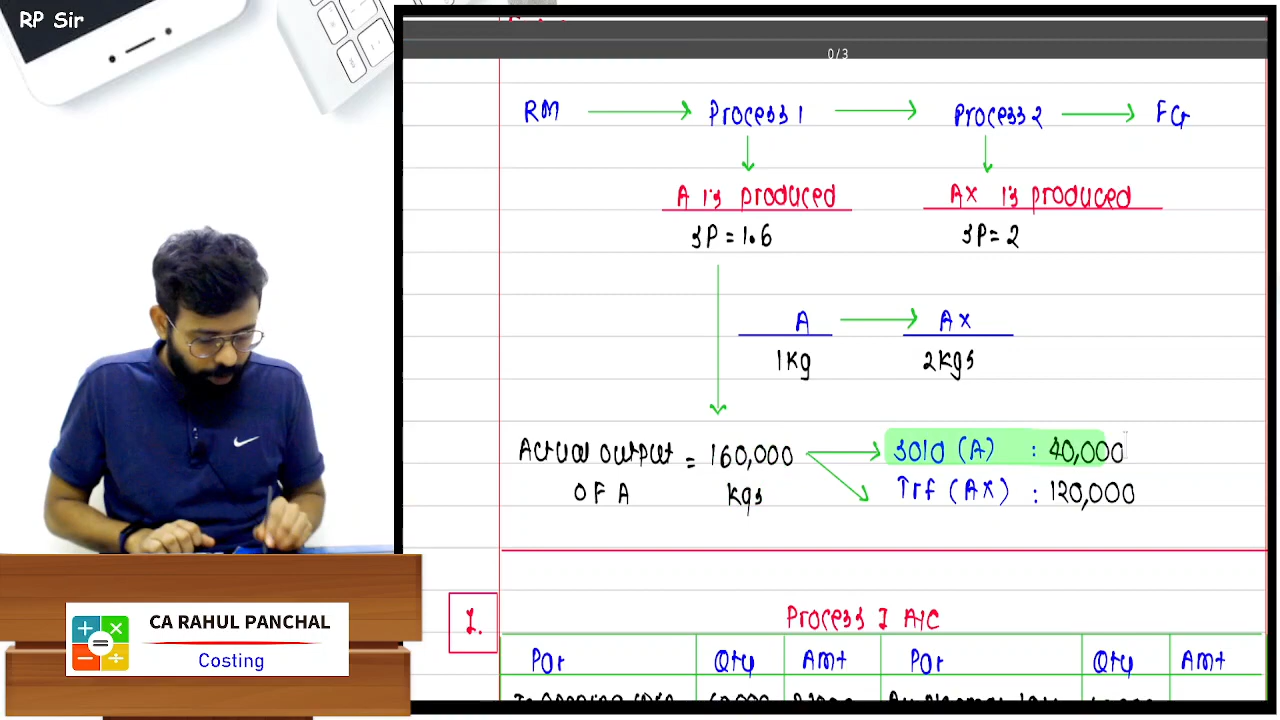 RP Sir
0/3
RM Process 1 Process 2 FG
A is produced AX is produced
SP = 1.6 SP = 2
A AX
1kg 2kgs
Actual output = 160,000 Sold (A) : 40,000
OF A kgs Trf (AX) : 120,000
I.
Process I A/C
Par Qty Amt Par Qty Amt
CA RAHUL PANCHAL
Costing